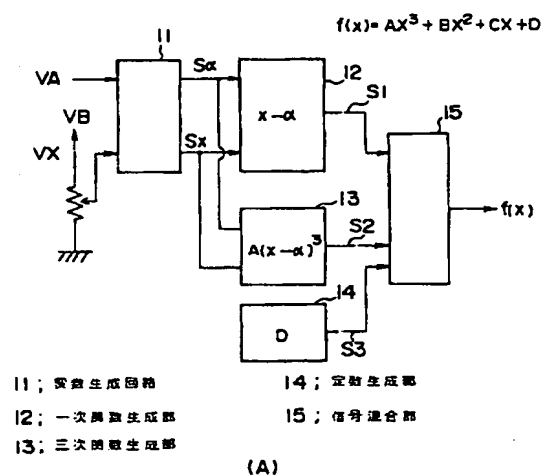 f(x)=AX³+BX²+CX+D
11
VA
Sα
12
x-α
S1
15
VB
VX
Sx
13
A(x-α)³
S2
f(x)
14
D
S3
11; 変数生成回路
14; 定数生成部
12; 一次関数生成部
15; 信号混合部
13; 三次関数生成部
(A)